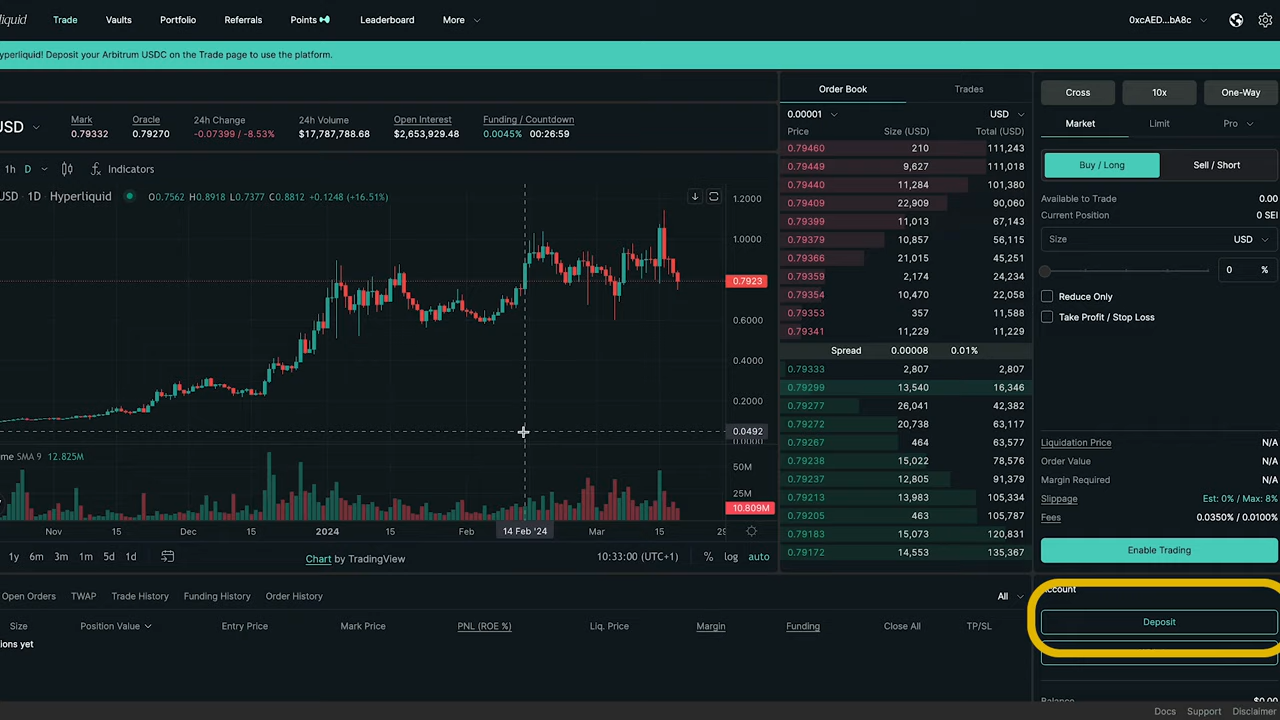 liquid Trade Vaults Portfolio Referrals Points Leaderboard More 0xcAED...bA8c
yperliquid! Deposit your Arbitrum USDC on the Trade page to use the platform.
USD
Mark
0.79332
Oracle
0.79270
24h Change
-0.07399 / -8.53%
24h Volume
$17,787,788.68
Open Interest
$2,653,929.48
Funding / Countdown
0.0045% 00:26:59
1h D Indicators
USD · 1D Hyperliquid O0.7562 H0.8918 L0.7377 C0.8812 +0.1248 (+16.51%)
1.2000
1.0000
0.7923
0.6000
0.4000
0.2000
0.0492
0.0000
ume SMA 9 12.825M
50M
25M
10.809M
Nov 15 Dec 15 2024 15 Feb 14 Feb '24 Mar 15 29
1y 6m 3m 1m 5d 1d
Chart by TradingView
10:33:00 (UTC+1) % log auto
Order Book Trades
0.00001 USD
Price Size (USD) Total (USD)
0.79460 210 111,243
0.79449 9,627 111,018
0.79440 11,284 101,380
0.79409 22,909 90,060
0.79399 11,013 67,143
0.79379 10,857 56,115
0.79366 21,015 45,251
0.79359 2,174 24,234
0.79354 10,470 22,058
0.79353 357 11,588
0.79341 11,229 11,229
Spread 0.00008 0.01%
0.79333 2,807 2,807
0.79299 13,540 16,346
0.79277 26,041 42,382
0.79272 20,738 63,117
0.79267 464 63,577
0.79238 15,022 78,576
0.79237 12,805 91,379
0.79213 13,983 105,334
0.79205 463 105,787
0.79183 15,073 120,831
0.79172 14,553 135,367
Cross 10x One-Way
Market Limit Pro
Buy / Long Sell / Short
Available to Trade 0.00
Current Position 0 SEI
Size USD
0 %
Reduce Only
Take Profit / Stop Loss
Liquidation Price N/A
Order Value N/A
Margin Required N/A
Slippage Est: 0% / Max: 8%
Fees 0.0350% / 0.0100%
Enable Trading
Open Orders TWAP Trade History Funding History Order History All
Size Position Value Entry Price Mark Price PNL (ROE %) Liq. Price Margin Funding Close All TP/SL
tions yet
ccount
Deposit
Balance $0.00
Docs Support Disclaimer